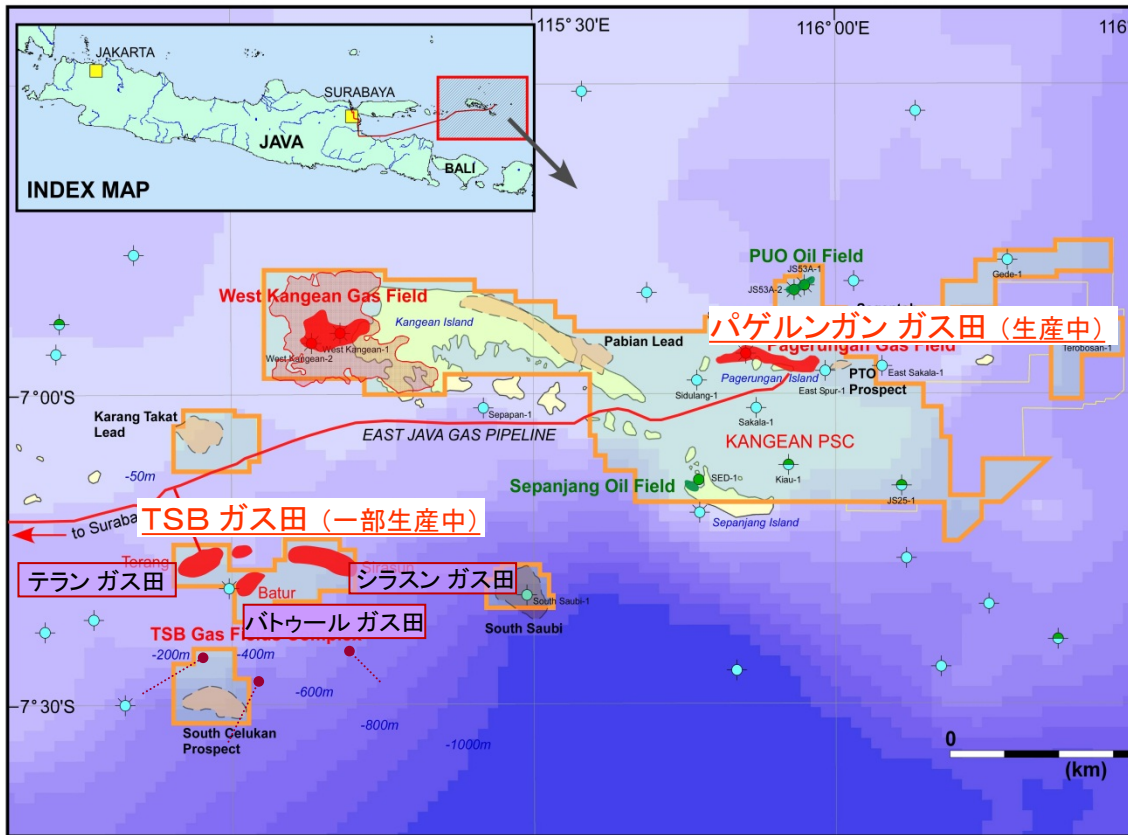 115° 30'E
116° 00'E
116
JAKARTA
SURABAYA
JAVA
BALI
INDEX MAP
PUO Oil Field
JS53A-1
JS53A-2
Gede-1
West Kangean Gas Field
Kangean Island
パゲルンガン ガス田（生産中）
Pagerungan Gas Field
West Kangean-1
West Kangean-2
Pabian Lead
Terobosan-1
Pagerungan Island
PTO
Prospect
East Sakala-1
East Spur-1
Sidulang-1
7° 00'S
Karang Takat
Lead
Sepapan-1
Sakala-1
EAST JAVA GAS PIPELINE
KANGEAN PSC
-50m
Sepanjang Oil Field
SED-1
Kiau-1
JS25-1
Sepanjang Island
TSB ガス田（一部生産中）
to Suraba
Terang
Sirasun
テラン ガス田
シラスン ガス田
Batur
バトゥール ガス田
South Saubi-1
South Saubi
TSB Gas Fields Complex
-200m
-400m
-600m
-800m
-1000m
7° 30'S
South Celukan
Prospect
0
(km)